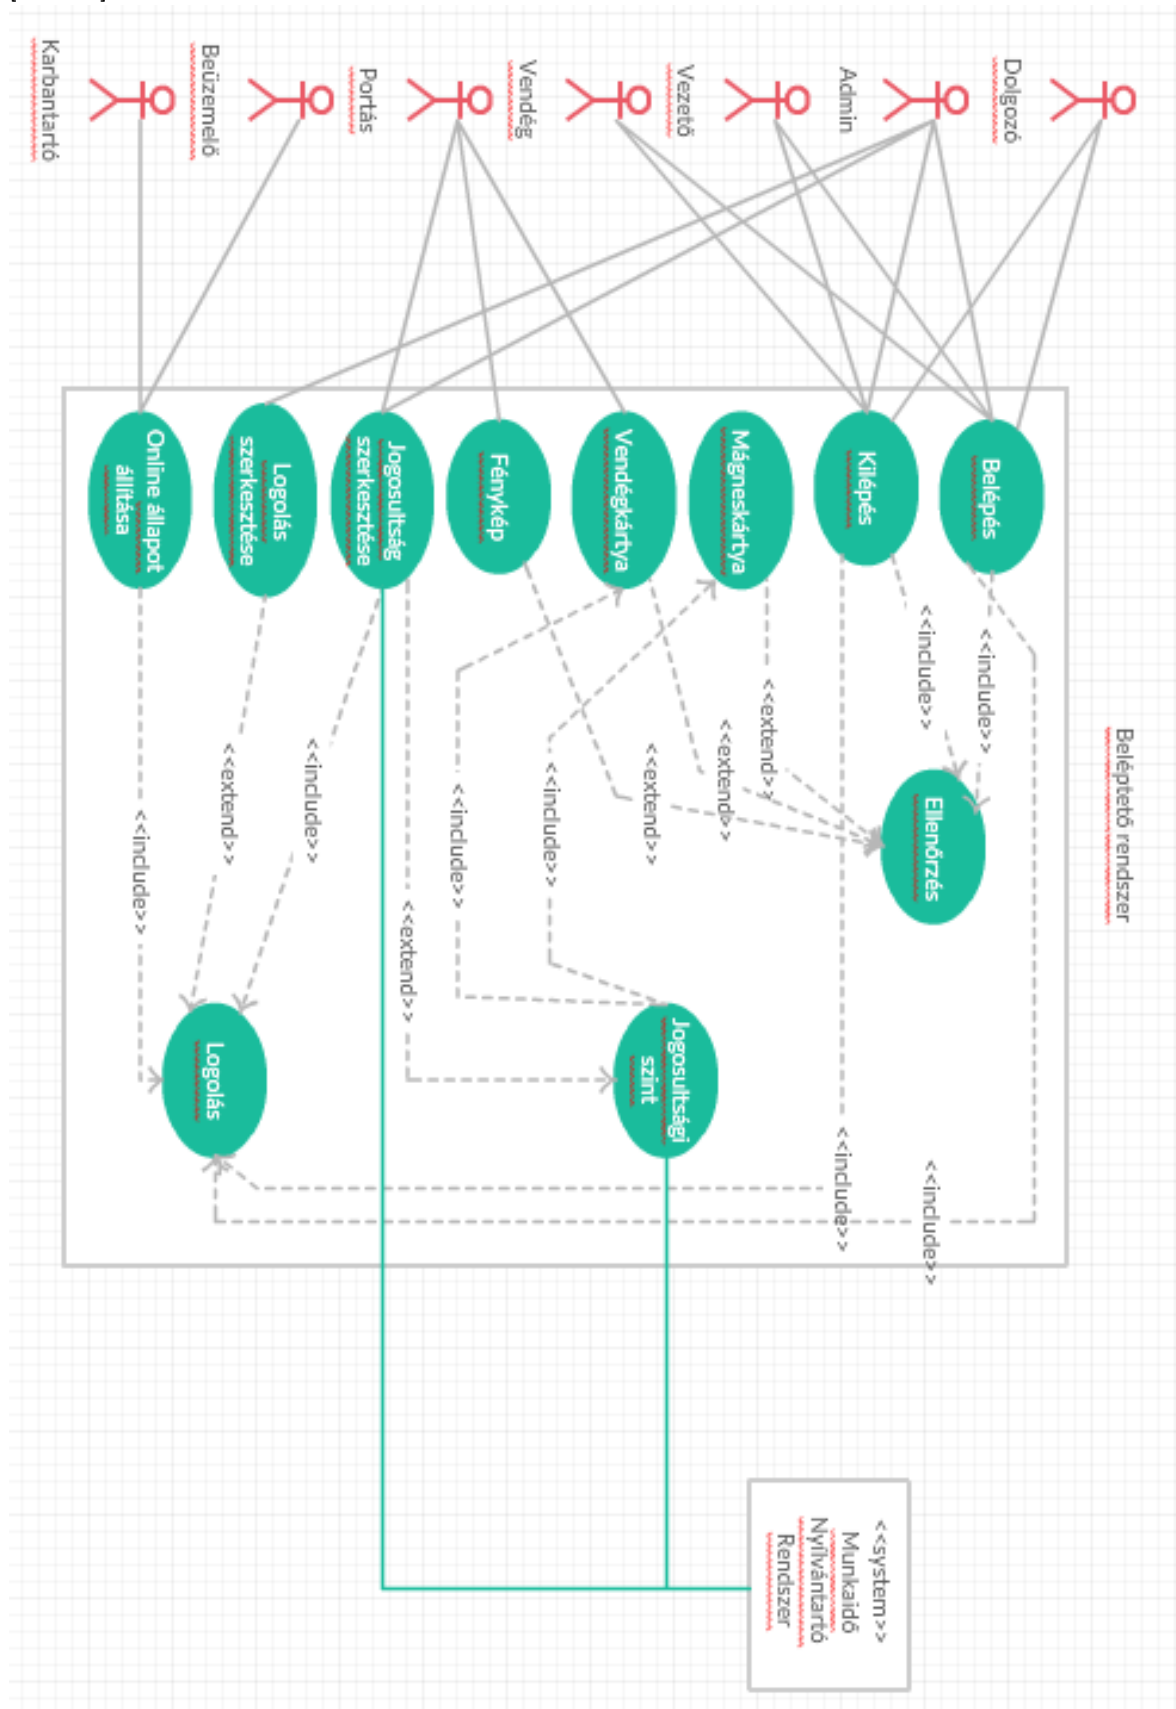 Beléptető rendszer
Dolgozó
Admin
Vezető
Vendég
Portás
Beüzemelő
Karbantartó
Belépés
Kilépés
Mágneskártya
Vendégkártya
Fénykép
Jogosultság
szerkesztése
Logolás
szerkesztése
Online állapot
állítása
<<include>>
<<include>>
<<extend>>
<<extend>>
<<extend>>
<<include>>
<<include>>
<<extend>>
<<include>>
<<extend>>
<<include>>
Ellenőrzés
Jogosultsági
szint
Logolás
<<include>>
<<include>>
<<system>>
Munkaidő
Nyílvántartó
Rendszer